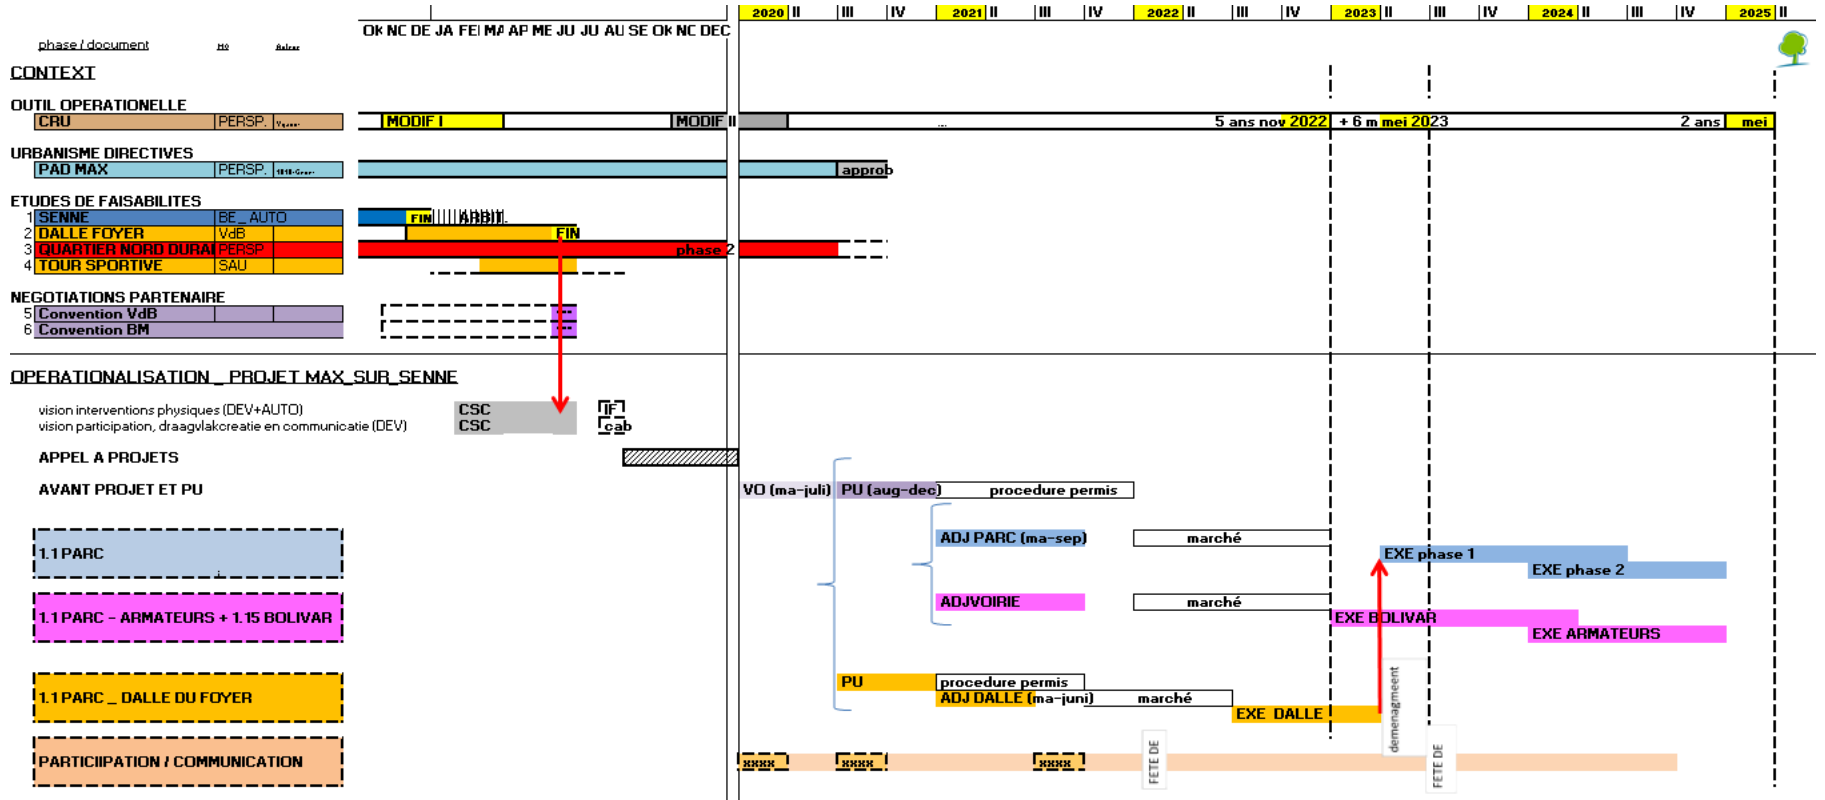 2020 II III IV 2021 II III IV 2022 II III IV 2023 II III IV 2024 II III IV 2025 II
OK NC DE JA FEI MA AP ME JU JU AU SE OK NC DEC
phase / document MO Auteur
CONTEXT
OUTIL OPERATIONELLE
CRU PERSP. MODIF I MODIF II ... 5 ans nov 2022 + 6 m mei 2023 2 ans mei
URBANISME DIRECTIVES
PAD MAX PERSP. approb
ETUDES DE FAISABILITES
1 SENNE BE_AUTO FIN ARBIT.
2 DALLE FOYER VdB FIN
3 QUARTIER NORD DURAI PERSP phase 2
4 TOUR SPORTIVE SAU
NEGOTIATIONS PARTENAIRE
5 Convention VdB ---
6 Convention BM ---
OPERATIONALISATION _ PROJET MAX_SUR_SENNE
vision interventions physiques (DEV+AUTO) CSC IF
vision participation, draagvlakcreatie en communicatie (DEV) CSC cab
APPEL A PROJETS
AVANT PROJET ET PU VO (ma-juli) PU (aug-dec) procedure permis
ADJ PARC (ma-sep) marché
1.1 PARC EXE phase 1
EXE phase 2
ADJVOIRIE marché
1.1 PARC - ARMATEURS + 1.15 BOLIVAR EXE BOLIVAR
EXE ARMATEURS
PU procedure permis
1.1 PARC _ DALLE DU FOYER ADJ DALLE (ma-juni) marché
EXE DALLE
demenagmeent
PARTICIIPATION / COMMUNICATION xxxx xxxx xxxx
FETE DE
FETE DE